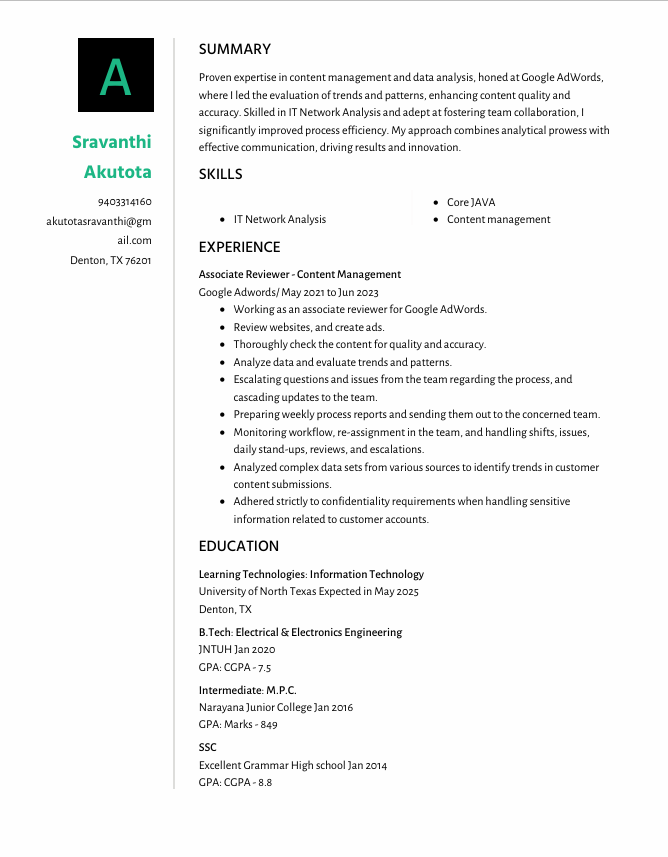 A
Sravanthi
Akutota
9403314160
akutotasravanthi@gm
ail.com
Denton, TX 76201
SUMMARY
Proven expertise in content management and data analysis, honed at Google AdWords,
where I led the evaluation of trends and patterns, enhancing content quality and
accuracy. Skilled in IT Network Analysis and adept at fostering team collaboration, I
significantly improved process efficiency. My approach combines analytical prowess with
effective communication, driving results and innovation.
SKILLS
• IT Network Analysis
• Core JAVA
• Content management
EXPERIENCE
Associate Reviewer - Content Management
Google Adwords/ May 2021 to Jun 2023
• Working as an associate reviewer for Google AdWords.
• Review websites, and create ads.
• Thoroughly check the content for quality and accuracy.
• Analyze data and evaluate trends and patterns.
• Escalating questions and issues from the team regarding the process, and
cascading updates to the team.
• Preparing weekly process reports and sending them out to the concerned team.
• Monitoring workflow, re-assignment in the team, and handling shifts, issues,
daily stand-ups, reviews, and escalations.
• Analyzed complex data sets from various sources to identify trends in customer
content submissions.
• Adhered strictly to confidentiality requirements when handling sensitive
information related to customer accounts.
EDUCATION
Learning Technologies: Information Technology
University of North Texas Expected in May 2025
Denton, TX
B.Tech: Electrical & Electronics Engineering
JNTUH Jan 2020
GPA: CGPA - 7.5
Intermediate: M.P.C.
Narayana Junior College Jan 2016
GPA: Marks - 849
SSC
Excellent Grammar High school Jan 2014
GPA: CGPA - 8.8